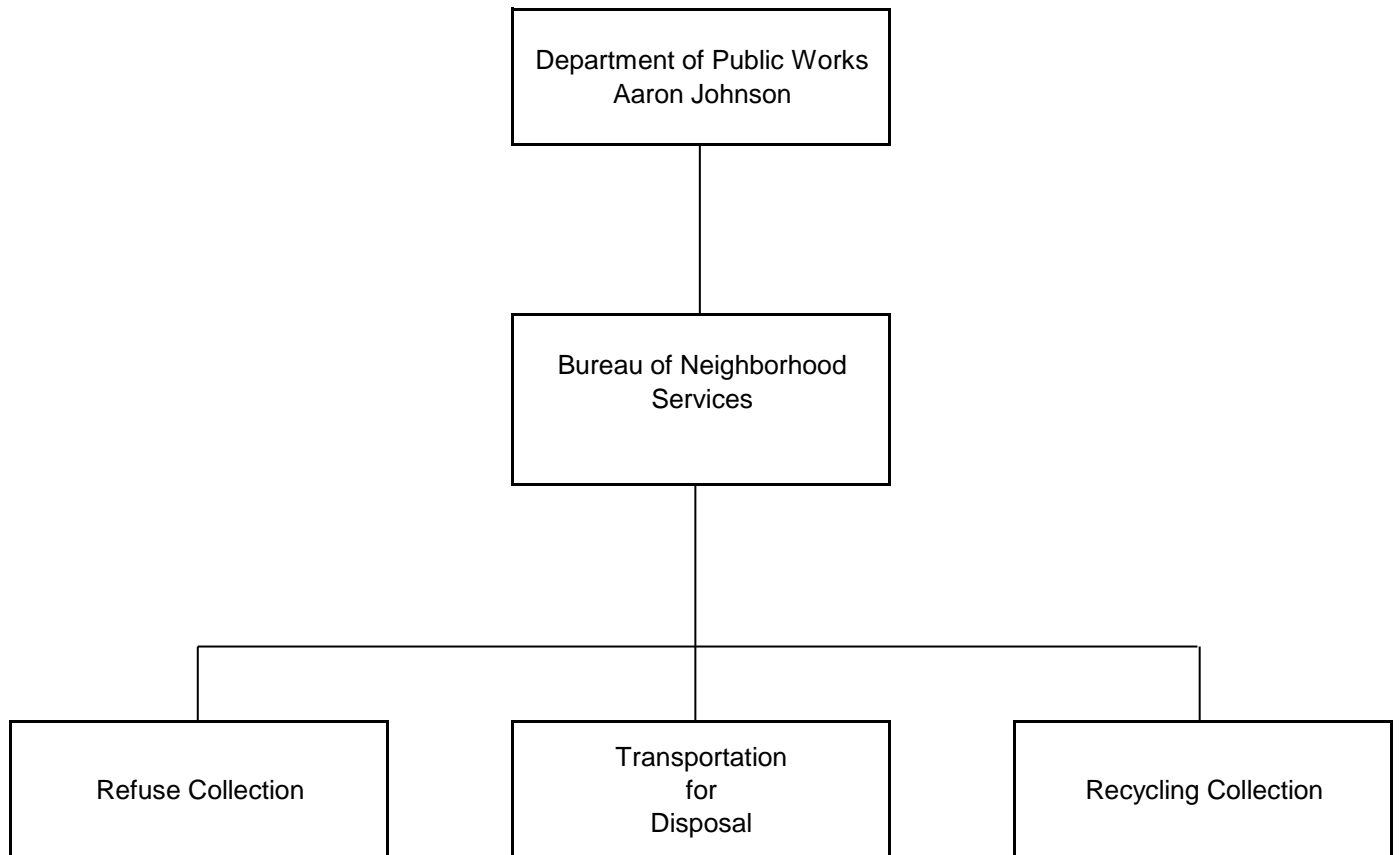 Department of Public Works
Aaron Johnson
Bureau of Neighborhood
Services
Refuse Collection
Transportation
for
Disposal
Recycling Collection